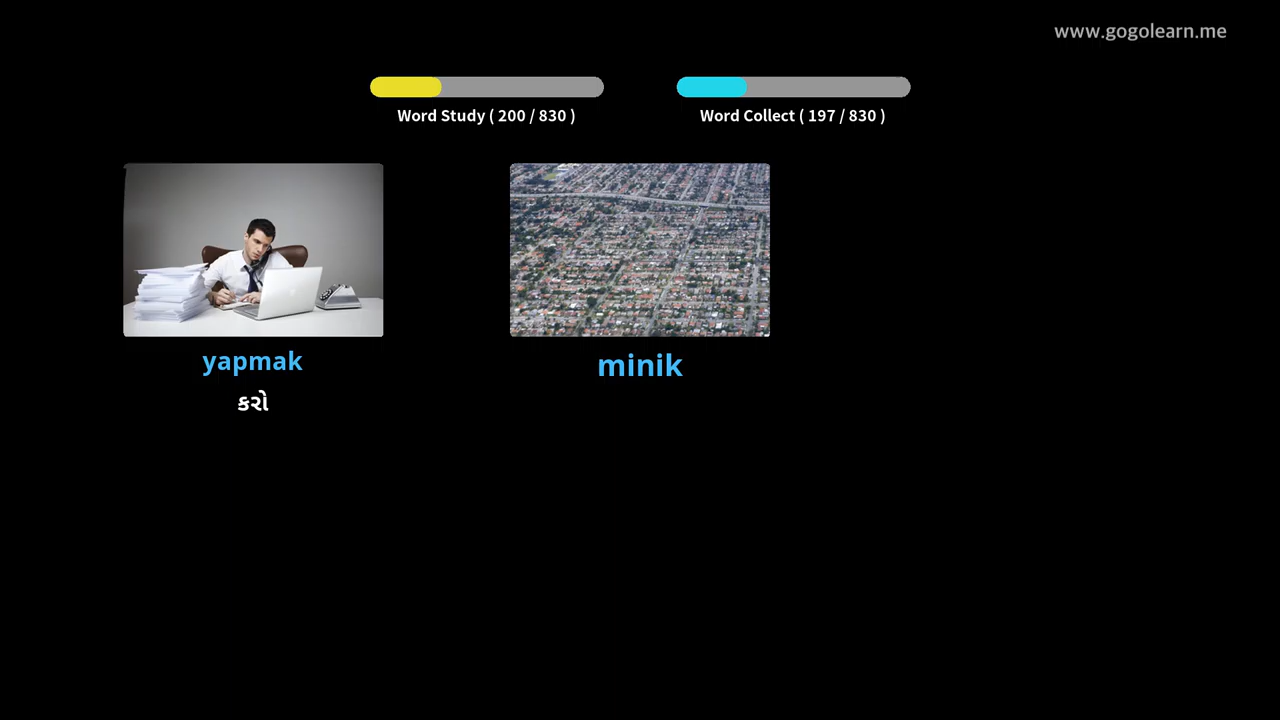 www.gogolearn.me
Word Study ( 200 / 830 )
Word Collect ( 197 / 830 )
yapmak
કરો
minik